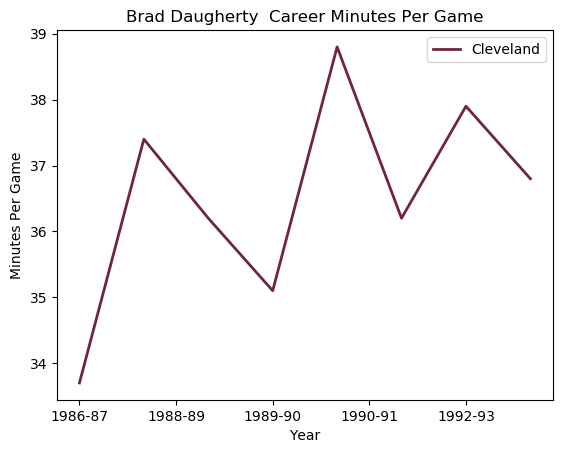 Brad Daugherty  Career Minutes Per Game
Cleveland
Minutes Per Game
39
38
37
36
35
34
1986-87
1988-89
1989-90
1990-91
1992-93
Year